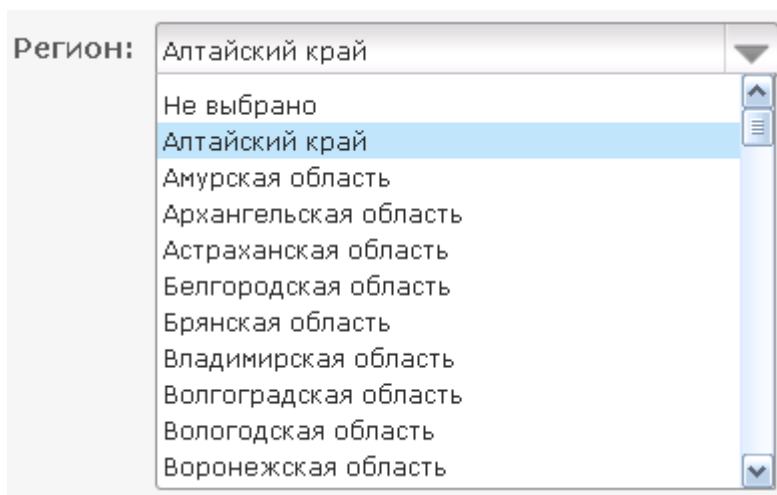 Регион: Алтайский край
Не выбрано
Алтайский край
Амурская область
Архангельская область
Астраханская область
Белгородская область
Брянская область
Владимирская область
Волгоградская область
Вологодская область
Воронежская область